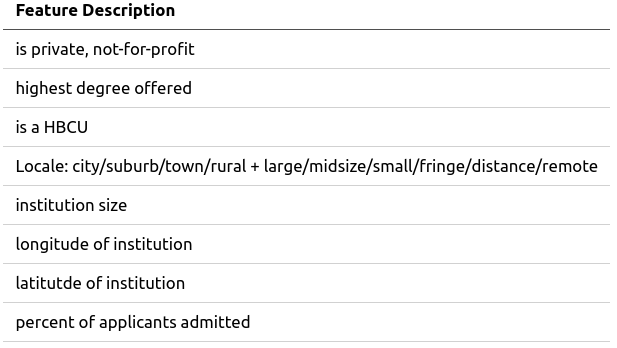 Feature Description
is private, not-for-profit
highest degree offered
is a HBCU
Locale: city/suburb/town/rural + large/midsize/small/fringe/distance/remote
institution size
longitude of institution
latitutde of institution
percent of applicants admitted